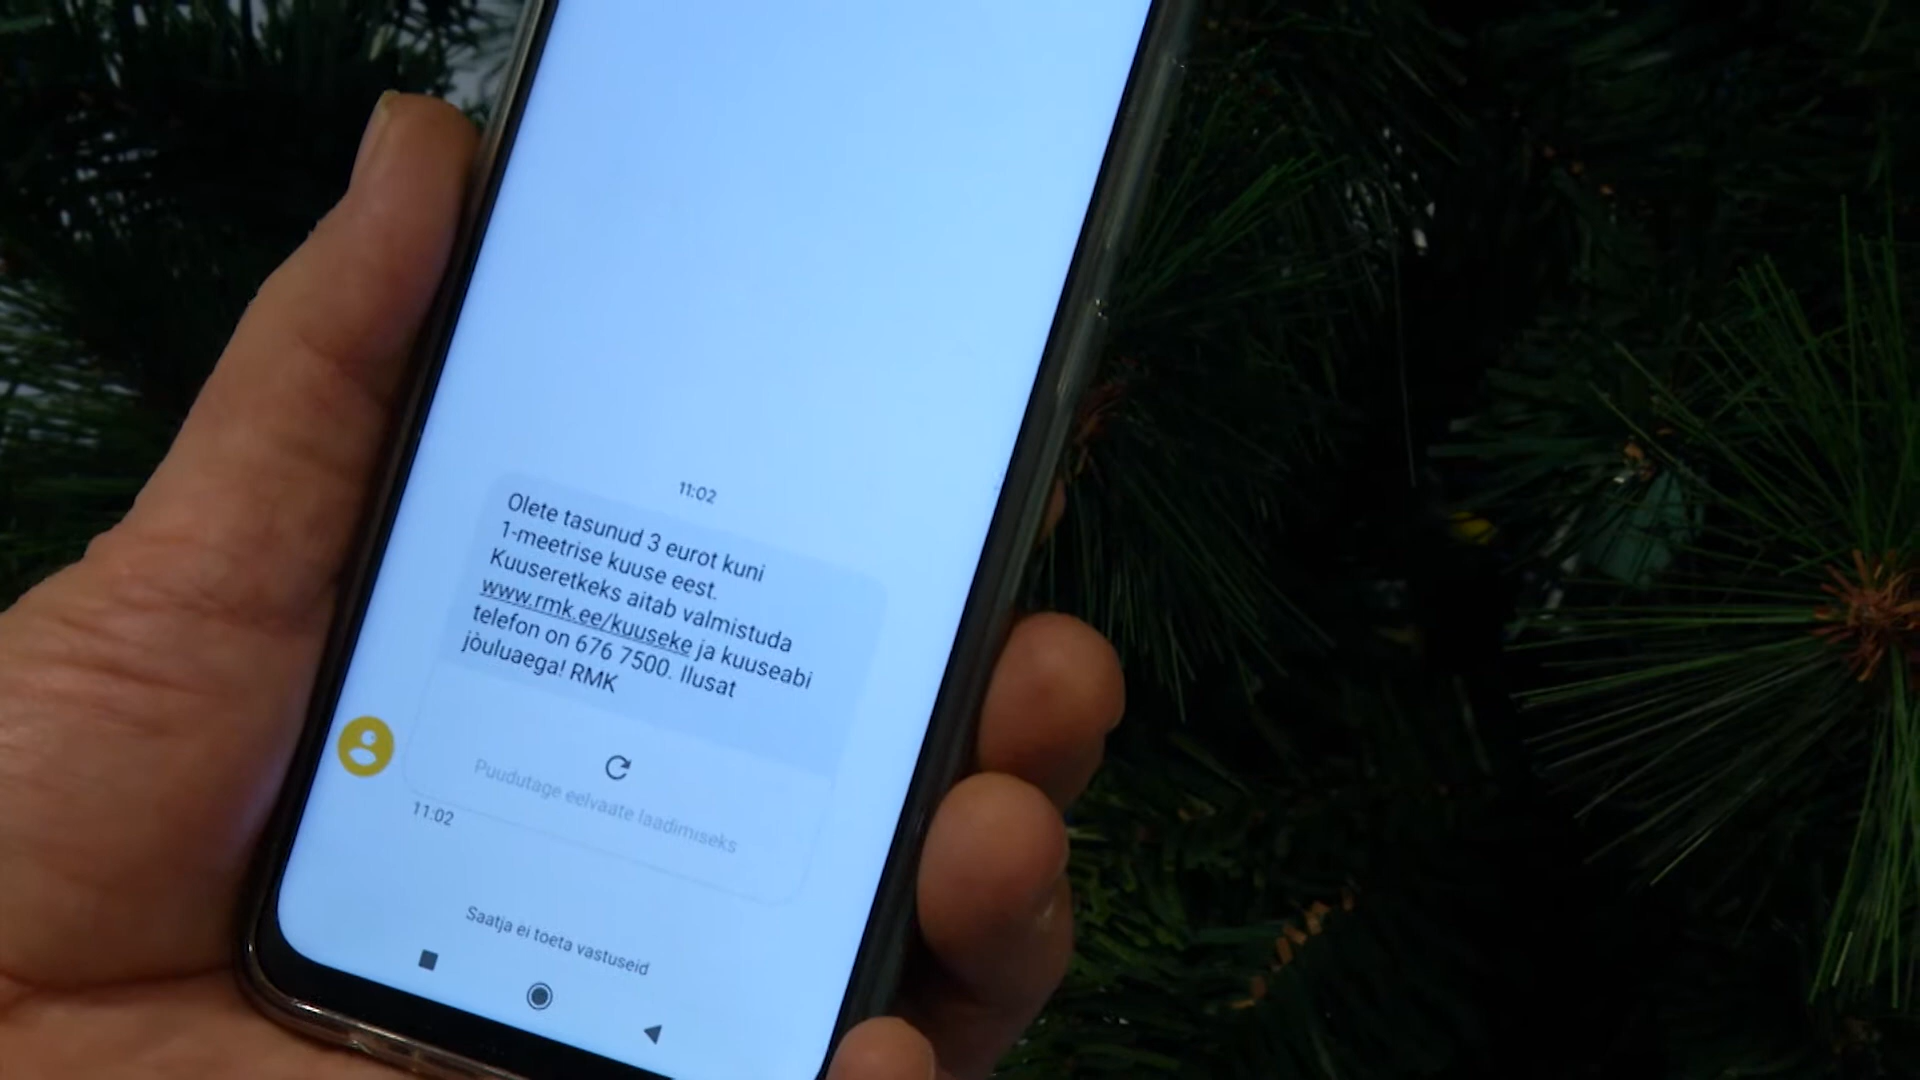 11:02
Olete tasunud 3 eurot kuni
1-meetrise kuuse eest.
Kuuseretkeks aitab valmistuda
www.rmk.ee/kuuseke ja kuuseabi
telefon on 676 7500. Ilusat
jõuluaega! RMK
Puudutage eelvaate laadimiseks
11:02
Saatja ei toeta vastuseid